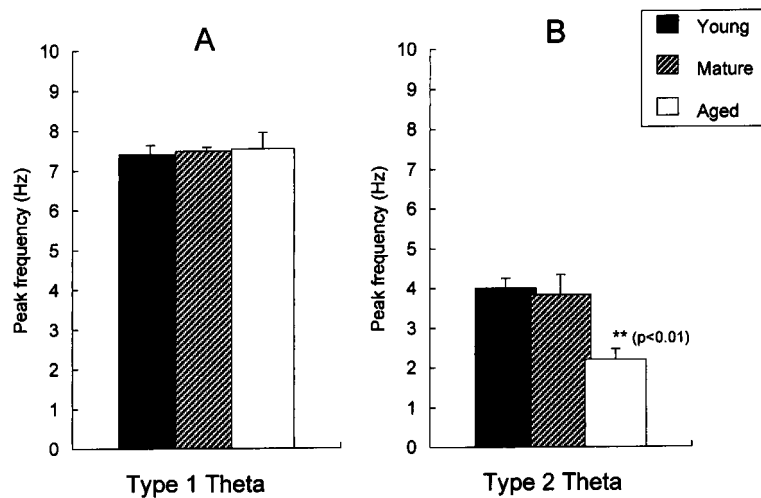 A
10
9
8
7
6
5
4
3
2
1
0
Peak frequency (Hz)
Type 1 Theta
B
10
9
8
7
6
5
4
3
2
1
0
Peak frequency (Hz)
** (p<0.01)
Type 2 Theta
Young
Mature
Aged